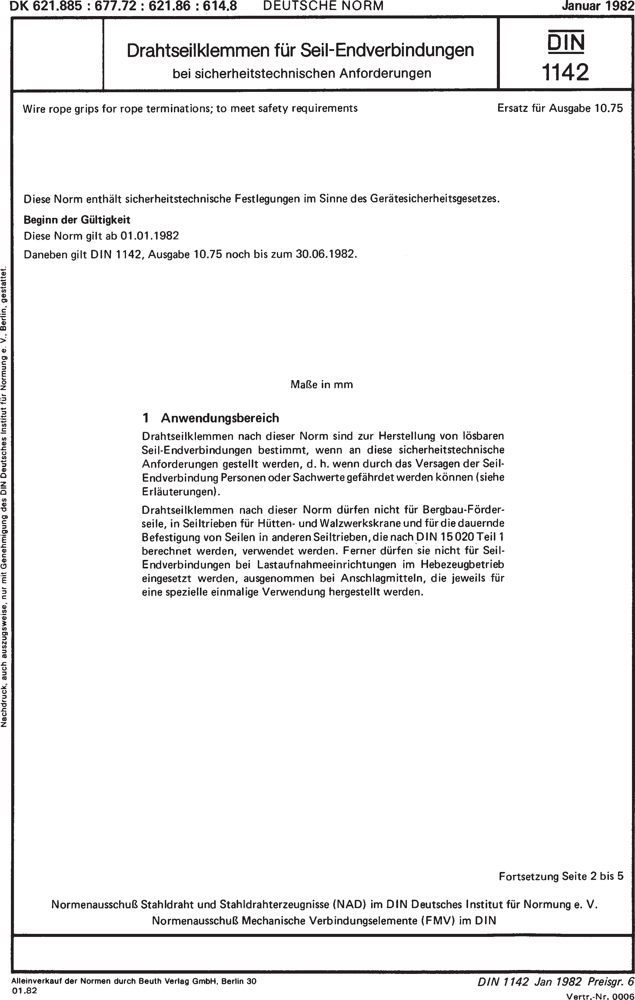 DK 621.885 : 677.72 : 621.86 : 614.8 DEUTSCHE NORM Januar 1982
Drahtseilklemmen für Seil-Endverbindungen
bei sicherheitstechnischen Anforderungen
DIN
1142
Wire rope grips for rope terminations; to meet safety requirements
Ersatz für Ausgabe 10.75
Diese Norm enthält sicherheitstechnische Festlegungen im Sinne des Gerätesicherheitsgesetzes.
Beginn der Gültigkeit
Diese Norm gilt ab 01.01.1982
Daneben gilt DIN 1142, Ausgabe 10.75 noch bis zum 30.06.1982.
Maße in mm
1 Anwendungsbereich
Drahtseilklemmen nach dieser Norm sind zur Herstellung von lösbaren
Seil-Endverbindungen bestimmt, wenn an diese sicherheitstechnische
Anforderungen gestellt werden, d. h. wenn durch das Versagen der Seil-
Endverbindung Personen oder Sachwerte gefährdet werden können (siehe
Erläuterungen).
Drahtseilklemmen nach dieser Norm dürfen nicht für Bergbau-Förder-
seile, in Seiltrieben für Hütten- und Walzwerkskrane und für die dauernde
Befestigung von Seilen in anderen Seiltrieben, die nach DIN 15 020 Teil 1
berechnet werden, verwendet werden. Ferner dürfen sie nicht für Seil-
Endverbindungen bei Lastaufnahmeeinrichtungen im Hebezeugbetrieb
eingesetzt werden, ausgenommen bei Anschlagmitteln, die jeweils für
eine spezielle einmalige Verwendung hergestellt werden.
Fortsetzung Seite 2 bis 5
Normenausschuß Stahldraht und Stahldrahterzeugnisse (NAD) im DIN Deutsches Institut für Normung e. V.
Normenausschuß Mechanische Verbindungselemente (FMV) im DIN
Nachdruck, auch auszugsweise, nur mit Genehmigung des DIN Deutsches Institut für Normung e. V., Berlin, gestattet.
Alleinverkauf der Normen durch Beuth Verlag GmbH, Berlin 30
01.82
DIN 1142 Jan 1982 Preisgr. 6
Vertr.-Nr. 0006